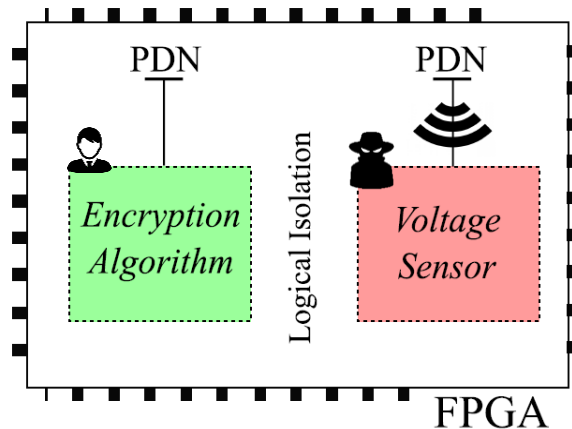 PDN
PDN
Encryption
Algorithm
Logical Isolation
Voltage
Sensor
FPGA